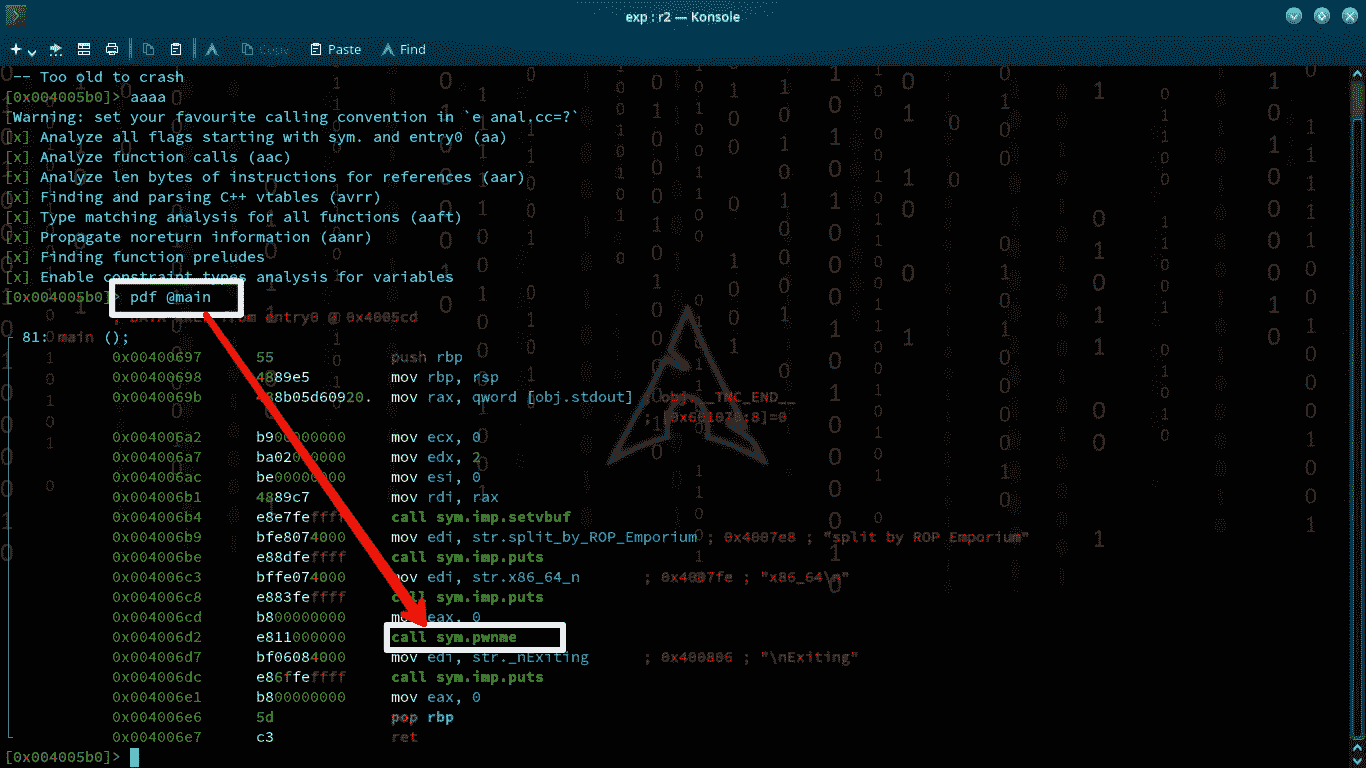 exp : r2 — Konsole
Copy Paste Find
-- Too old to crash
[0x004005b0]> aaaa
[Warning: set your favourite calling convention in `e anal.cc=?`
[x] Analyze all flags starting with sym. and entry0 (aa)
[x] Analyze function calls (aac)
[x] Analyze len bytes of instructions for references (aar)
[x] Finding and parsing C++ vtables (avrr)
[x] Type matching analysis for all functions (aaft)
[x] Propagate noreturn information (aanr)
[x] Finding function preludes
[x] Enable constraint types analysis for variables
[0x004005b0]> pdf @main
from entry0 @ 0x4005cd
81: main ();
0x00400697 55 push rbp
0x00400698 4889e5 mov rbp, rsp
0x0040069b 488b05d60920. mov rax, qword [obj.stdout] ; obj.__TMC_END__
; [0x601078:8]=0
0x004006a2 b900000000 mov ecx, 0
0x004006a7 ba02000000 mov edx, 2
0x004006ac be00000000 mov esi, 0
0x004006b1 4889c7 mov rdi, rax
0x004006b4 e8e7feffff call sym.imp.setvbuf
0x004006b9 bfe8074000 mov edi, str.split_by_ROP_Emporium ; 0x4007e8 ; "split by ROP Emporium"
0x004006be e88dfeffff call sym.imp.puts
0x004006c3 bffe074000 mov edi, str.x86_64_n ; 0x4007fe ; "x86_64\n"
0x004006c8 e883feffff call sym.imp.puts
0x004006cd b800000000 mov eax, 0
0x004006d2 e811000000 call sym.pwnme
0x004006d7 bf06084000 mov edi, str._nExiting ; 0x400806 ; "\nExiting"
0x004006dc e86ffeffff call sym.imp.puts
0x004006e1 b800000000 mov eax, 0
0x004006e6 5d pop rbp
0x004006e7 c3 ret
[0x004005b0]>